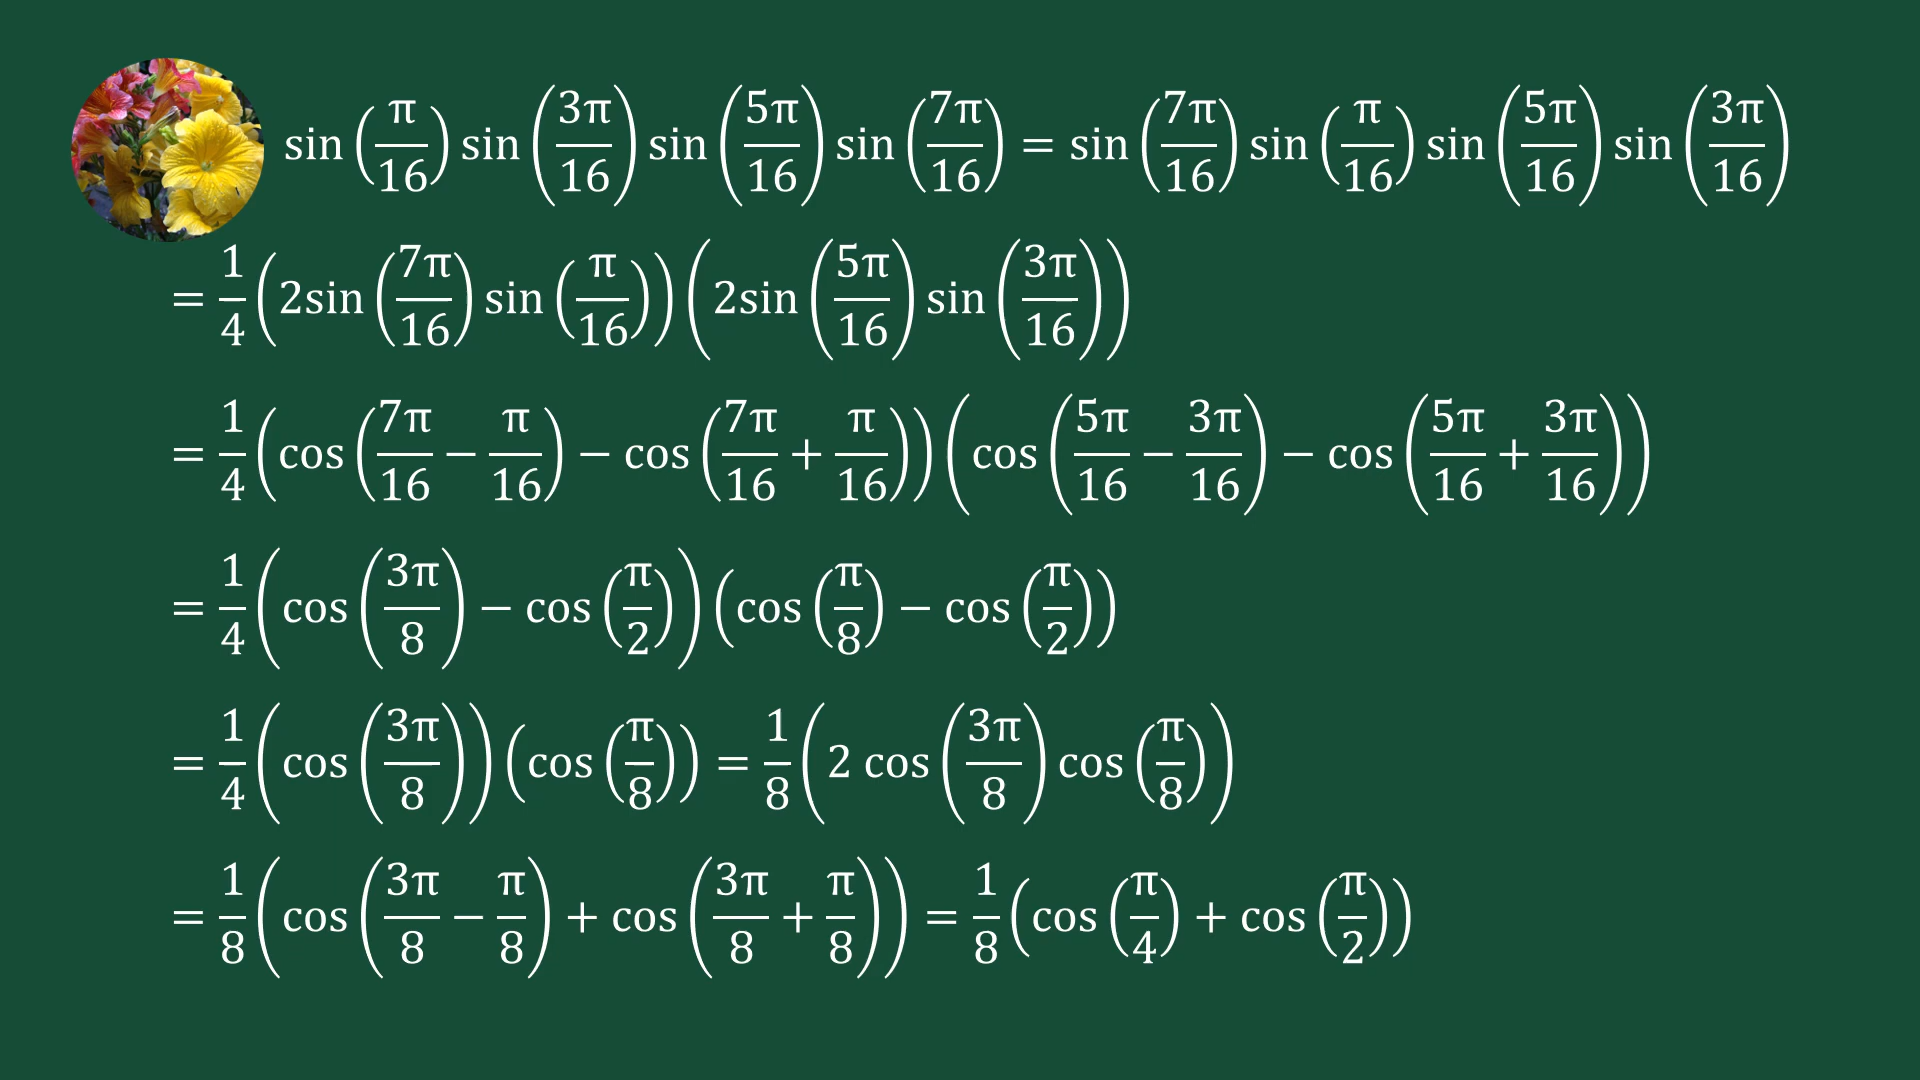 sin(π/16) sin(3π/16) sin(5π/16) sin(7π/16) = sin(7π/16) sin(π/16) sin(5π/16) sin(3π/16)
= 1/4 (2sin(7π/16) sin(π/16)) (2sin(5π/16) sin(3π/16))
= 1/4 (cos(7π/16 − π/16) − cos(7π/16 + π/16)) (cos(5π/16 − 3π/16) − cos(5π/16 + 3π/16))
= 1/4 (cos(3π/8) − cos(π/2)) (cos(π/8) − cos(π/2))
= 1/4 (cos(3π/8)) (cos(π/8)) = 1/8 (2 cos(3π/8) cos(π/8))
= 1/8 (cos(3π/8 − π/8) + cos(3π/8 + π/8)) = 1/8 (cos(π/4) + cos(π/2))